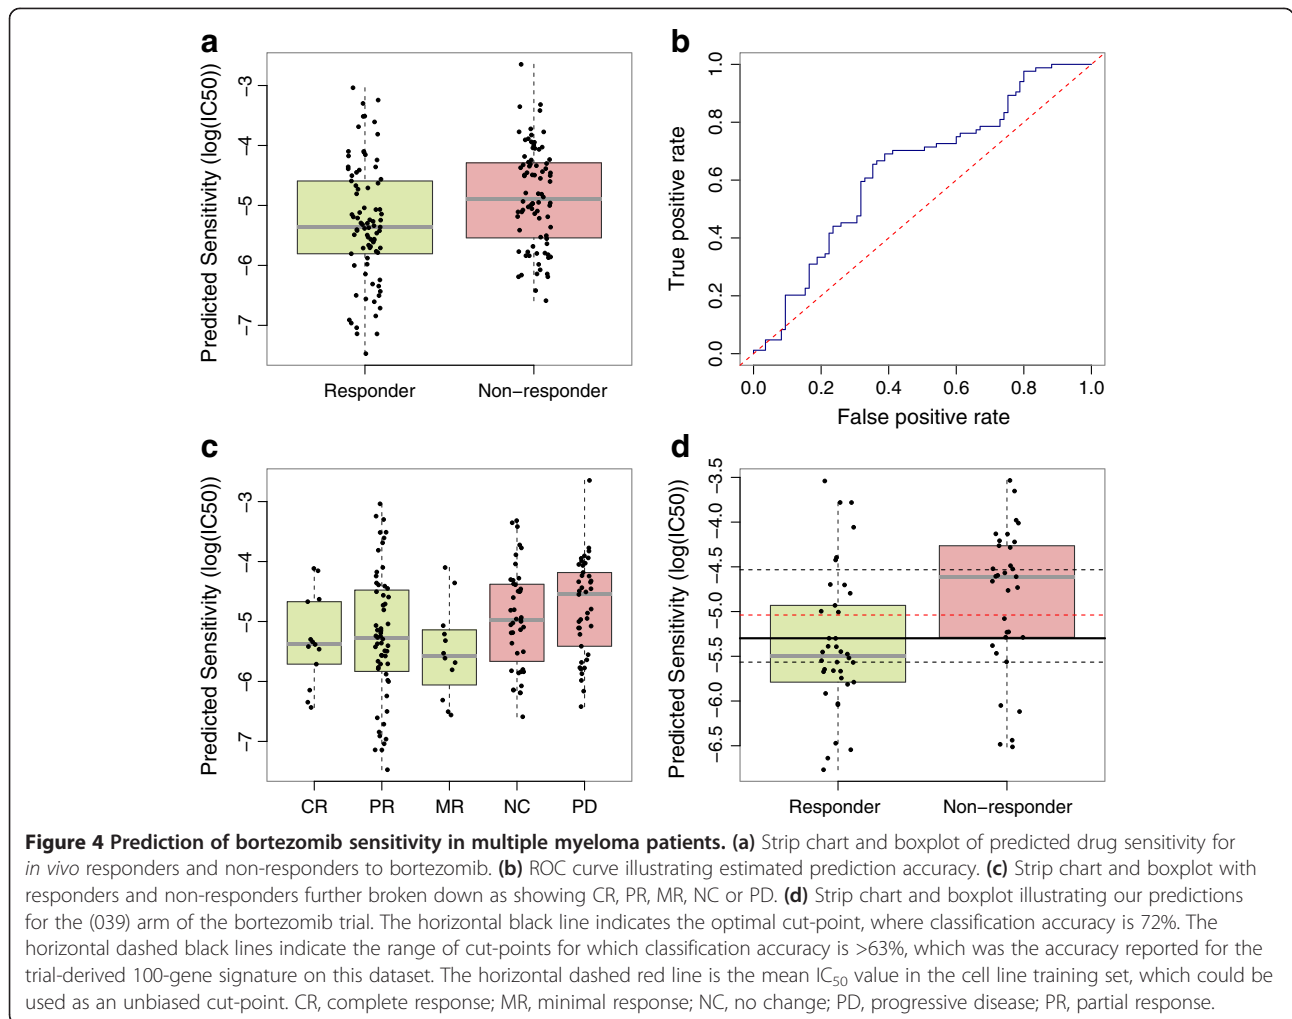 a
Predicted Sensitivity (log(IC50))
−3
−4
−5
−6
−7
Responder
Non−responder
b
True positive rate
1.0
0.8
0.6
0.4
0.2
0.0
0.0 0.2 0.4 0.6 0.8 1.0
False positive rate
c
Predicted Sensitivity (log(IC50))
−3
−4
−5
−6
−7
CR PR MR NC PD
d
Predicted Sensitivity (log(IC50))
−3.5
−4.0
−4.5
−5.0
−5.5
−6.0
−6.5
Responder
Non−responder
Figure 4 Prediction of bortezomib sensitivity in multiple myeloma patients. (a) Strip chart and boxplot of predicted drug sensitivity for
in vivo responders and non-responders to bortezomib. (b) ROC curve illustrating estimated prediction accuracy. (c) Strip chart and boxplot with
responders and non-responders further broken down as showing CR, PR, MR, NC or PD. (d) Strip chart and boxplot illustrating our predictions
for the (039) arm of the bortezomib trial. The horizontal black line indicates the optimal cut-point, where classification accuracy is 72%. The
horizontal dashed black lines indicate the range of cut-points for which classification accuracy is >63%, which was the accuracy reported for the
trial-derived 100-gene signature on this dataset. The horizontal dashed red line is the mean IC50 value in the cell line training set, which could be
used as an unbiased cut-point. CR, complete response; MR, minimal response; NC, no change; PD, progressive disease; PR, partial response.